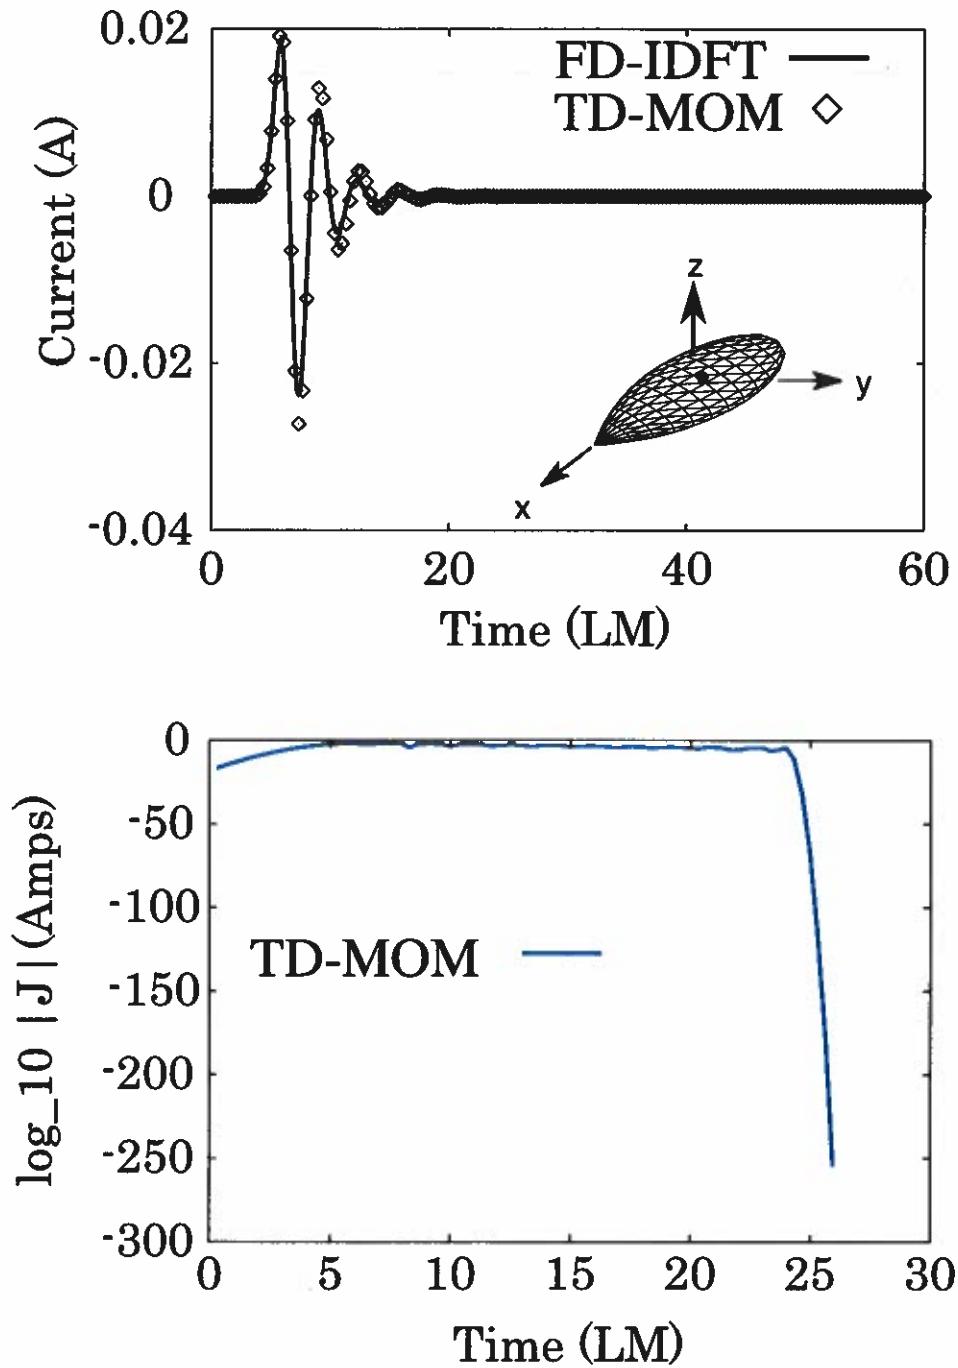 0.02
0
-0.02
-0.04
Current (A)
FD-IDFT
TD-MOM
z
y
x
0 20 40 60
Time (LM)
0
-50
-100
-150
-200
-250
-300
log_10 |J|(Amps)
TD-MOM
0 5 10 15 20 25 30
Time (LM)